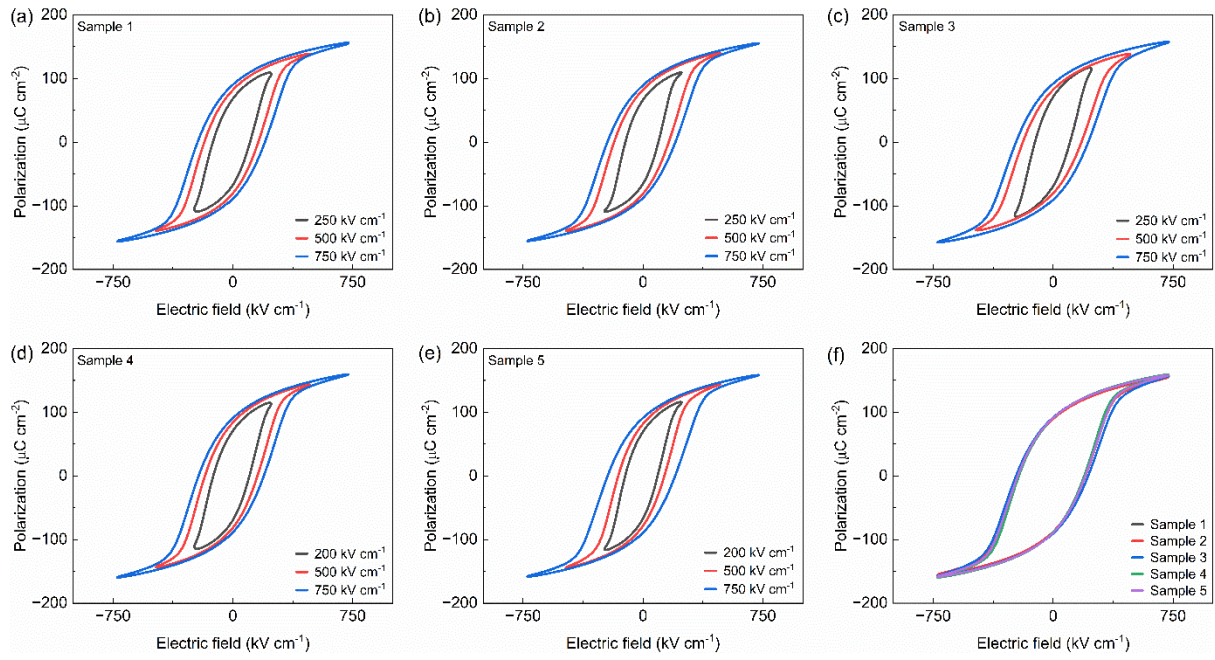 (a)
Sample 1
Polarization (μC cm⁻²)
200
100
0
−100
−200
250 kV cm⁻¹
500 kV cm⁻¹
750 kV cm⁻¹
−750
0
750
Electric field (kV cm⁻¹)
(b)
Sample 2
Polarization (μC cm⁻²)
200
100
0
−100
−200
250 kV cm⁻¹
500 kV cm⁻¹
750 kV cm⁻¹
−750
0
750
Electric field (kV cm⁻¹)
(c)
Sample 3
Polarization (μC cm⁻²)
200
100
0
−100
−200
250 kV cm⁻¹
500 kV cm⁻¹
750 kV cm⁻¹
−750
0
750
Electric field (kV cm⁻¹)
(d)
Sample 4
Polarization (μC cm⁻²)
200
100
0
−100
−200
200 kV cm⁻¹
500 kV cm⁻¹
750 kV cm⁻¹
−750
0
750
Electric field (kV cm⁻¹)
(e)
Sample 5
Polarization (μC cm⁻²)
200
100
0
−100
−200
200 kV cm⁻¹
500 kV cm⁻¹
750 kV cm⁻¹
−750
0
750
Electric field (kV cm⁻¹)
(f)
Polarization (μC cm⁻²)
200
100
0
−100
−200
Sample 1
Sample 2
Sample 3
Sample 4
Sample 5
−750
0
750
Electric field (kV cm⁻¹)